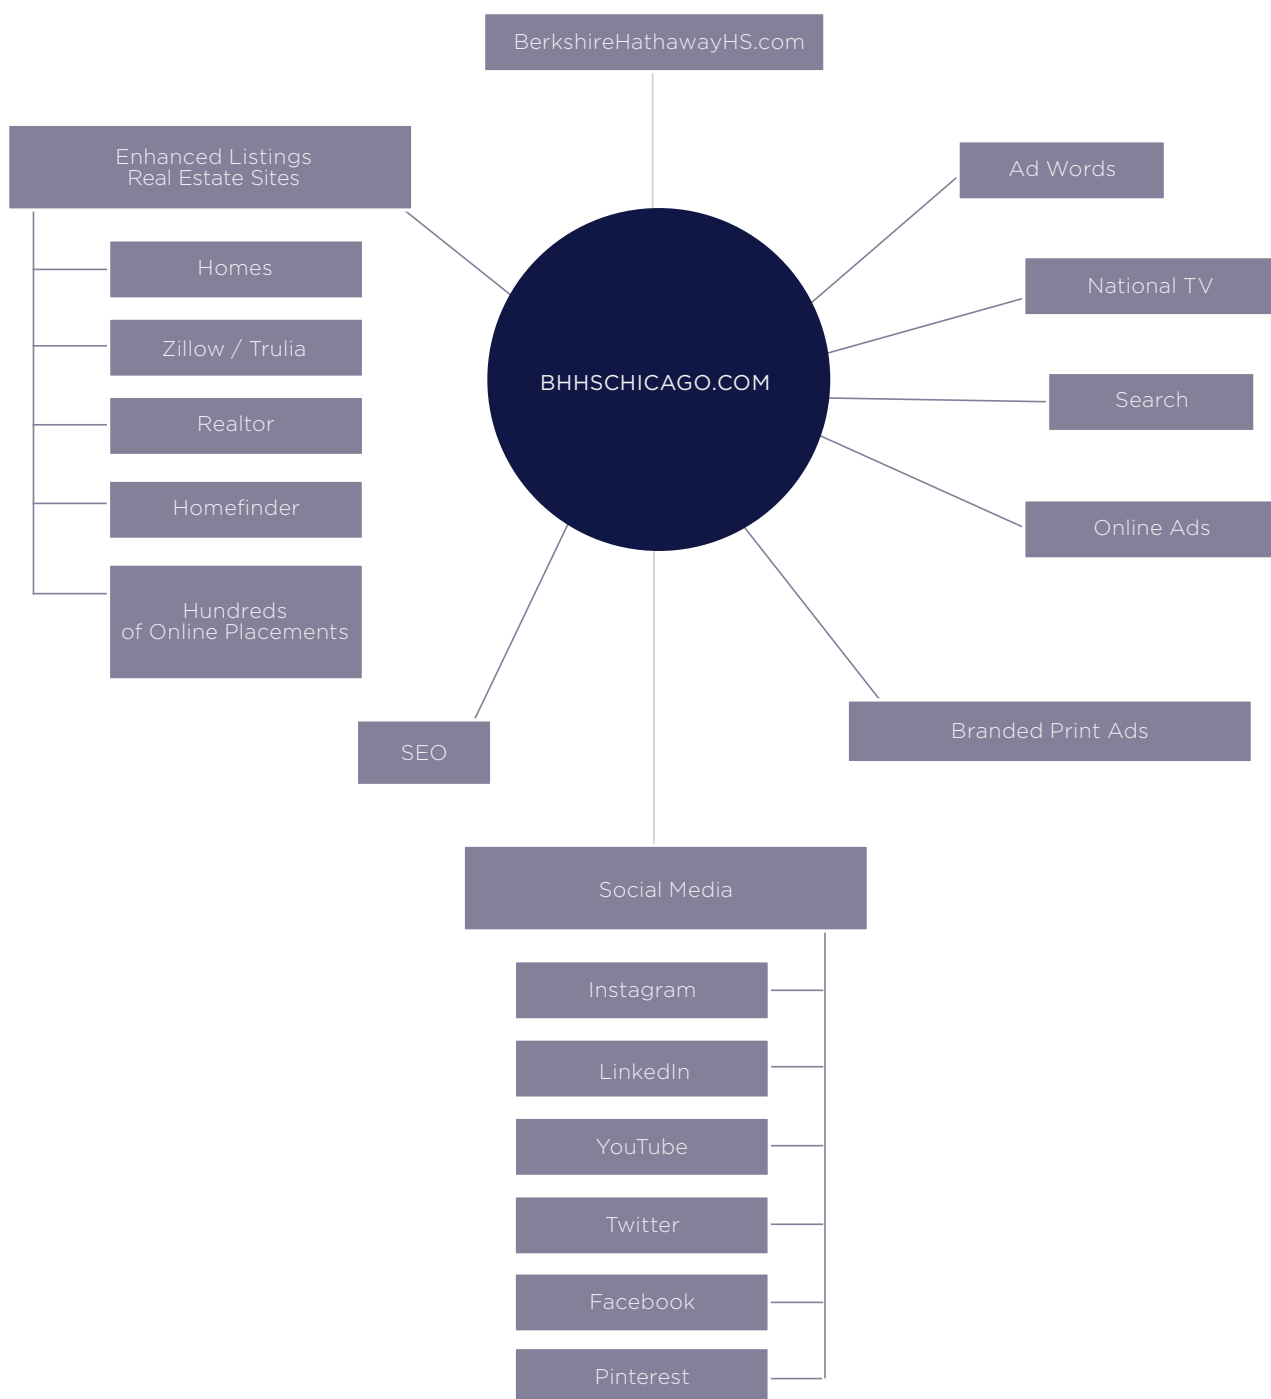 BerkshireHathawayHS.com
Enhanced Listings
Real Estate Sites
Ad Words
Homes
National TV
Zillow / Trulia
BHHSCHICAGO.COM
Search
Realtor
Homefinder
Online Ads
Hundreds
of Online Placements
Branded Print Ads
SEO
Social Media
Instagram
LinkedIn
YouTube
Twitter
Facebook
Pinterest